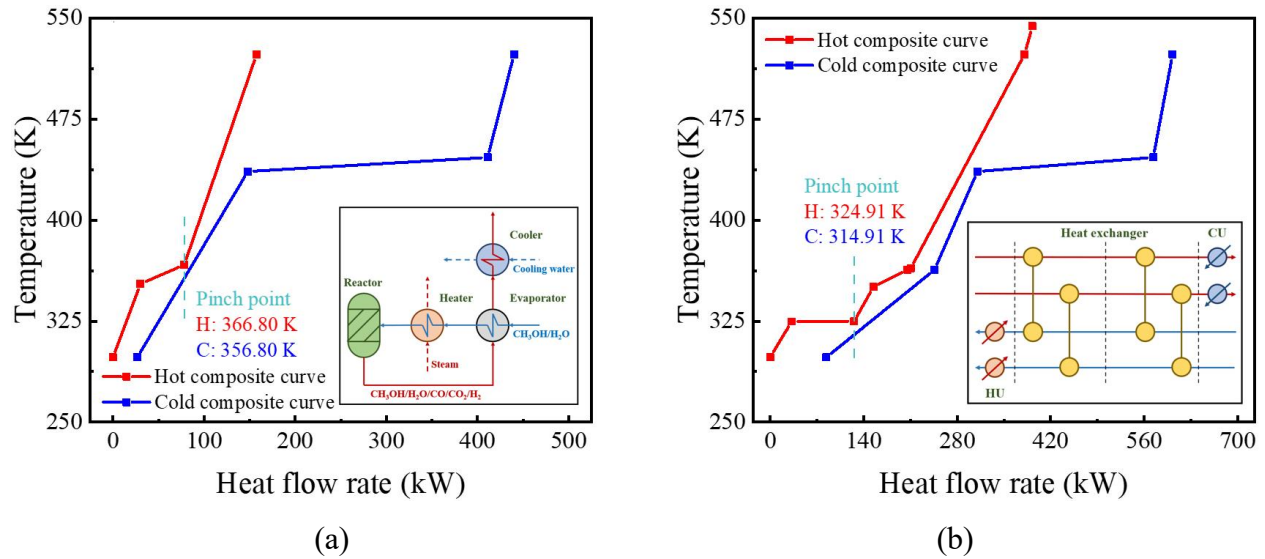 550
475
400
325
250
Temperature (K)
Pinch point
H: 366.80 K
C: 356.80 K
Hot composite curve
Cold composite curve
Cooler
Cooling water
Reactor
Heater
Evaporator
CH₃OH/H₂O
Steam
CH₃OH/H₂O/CO/CO₂/H₂
0 100 200 300 400 500
Heat flow rate (kW)
(a)
550
475
400
325
250
Temperature (K)
Hot composite curve
Cold composite curve
Pinch point
H: 324.91 K
C: 314.91 K
Heat exchanger
CU
HU
0 140 280 420 560 700
Heat flow rate (kW)
(b)